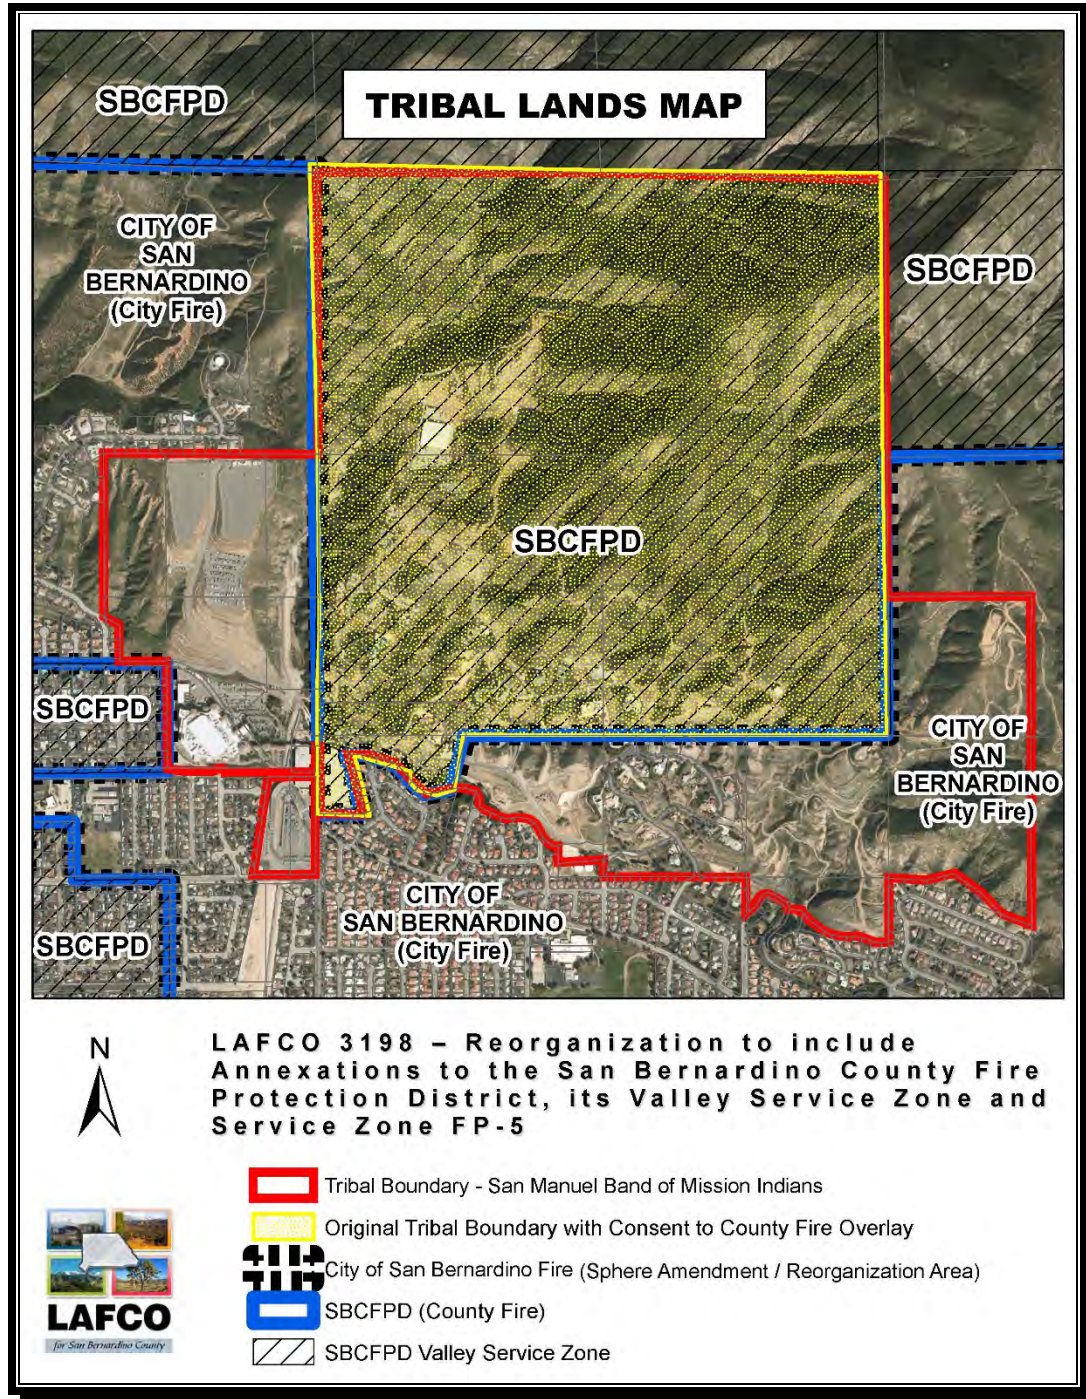 TRIBAL LANDS MAP
SBCFPD
CITY OF
SAN
BERNARDINO
(City Fire)
SBCFPD
SBCFPD
SBCFPD
CITY OF
SAN
BERNARDINO
(City Fire)
CITY OF
SAN BERNARDINO
(City Fire)
SBCFPD
N
LAFCO 3198 – Reorganization to include
Annexations to the San Bernardino County Fire
Protection District, its Valley Service Zone and
Service Zone FP-5
Tribal Boundary - San Manuel Band of Mission Indians
Original Tribal Boundary with Consent to County Fire Overlay
City of San Bernardino Fire (Sphere Amendment / Reorganization Area)
SBCFPD (County Fire)
SBCFPD Valley Service Zone
LAFCO
for San Bernardino County